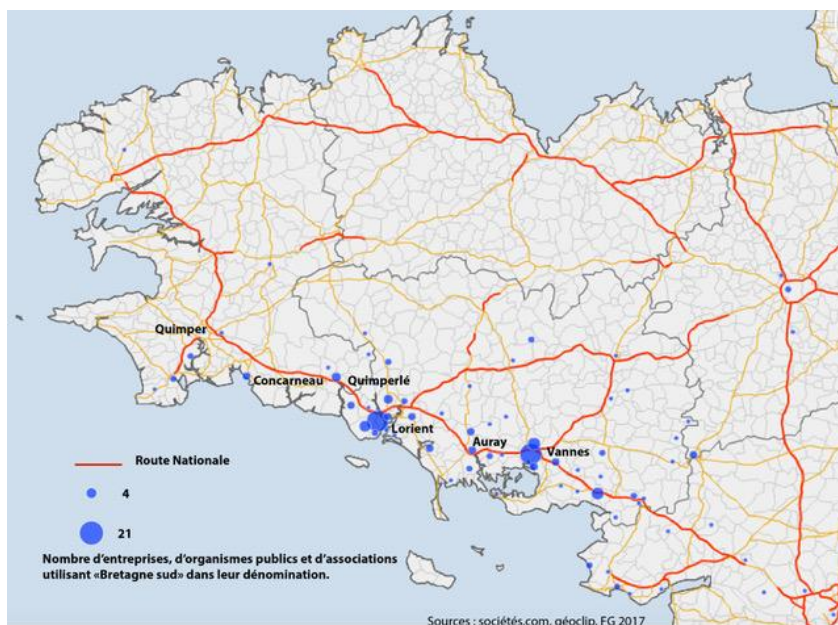 Quimper
Concarneau
Quimperlé
Lorient
Auray
Vannes
Route Nationale
4
21
Nombre d'entreprises, d'organismes publics et d'associations
utilisant «Bretagne sud» dans leur dénomination.
Sources : sociétés.com, géoclip, FG 2017